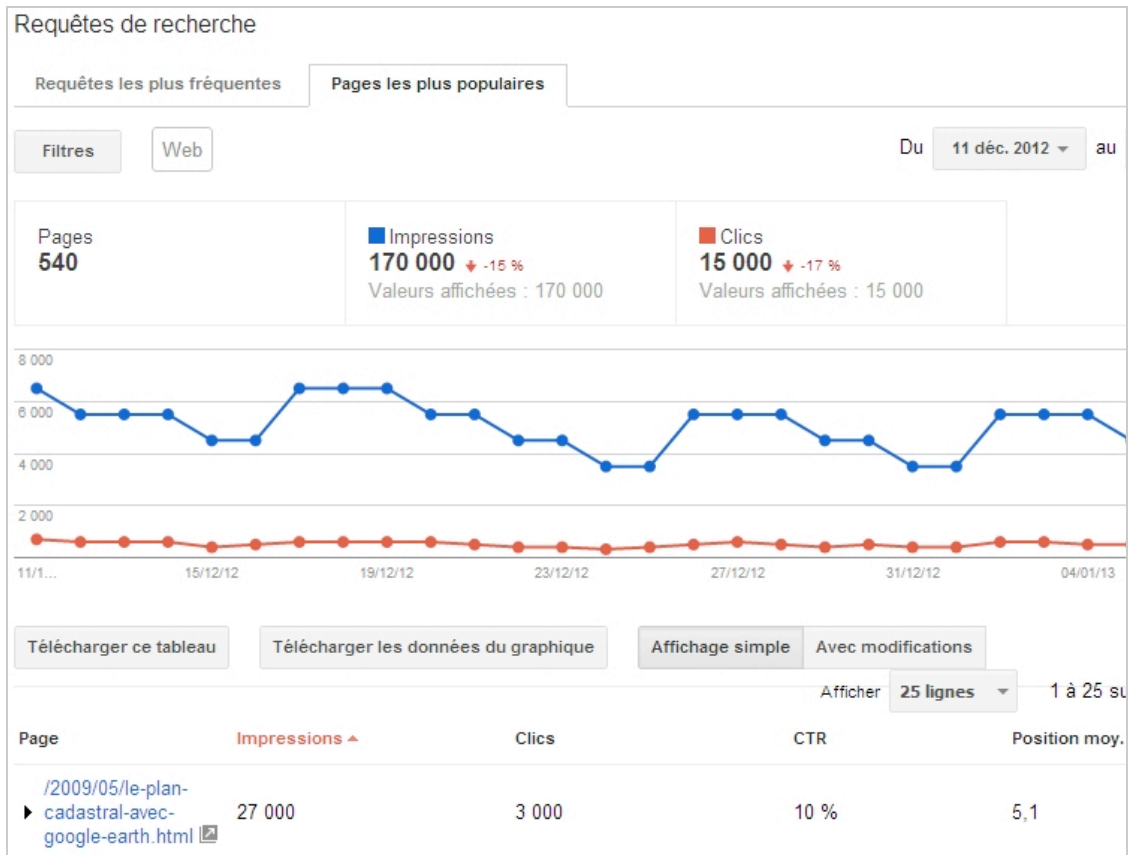 Requêtes de recherche
Requêtes les plus fréquentes
Pages les plus populaires
Filtres
Web
Du
11 déc. 2012
au
Pages
540
Impressions
170 000 -15 %
Valeurs affichées : 170 000
Clics
15 000 -17 %
Valeurs affichées : 15 000
8 000
6 000
4 000
2 000
11/1...
15/12/12
19/12/12
23/12/12
27/12/12
31/12/12
04/01/13
Télécharger ce tableau
Télécharger les données du graphique
Affichage simple
Avec modifications
Afficher
25 lignes
1 à 25 su
Page
Impressions
Clics
CTR
Position moy.
/2009/05/le-plan-
cadastral-avec-
google-earth.html
27 000
3 000
10 %
5,1